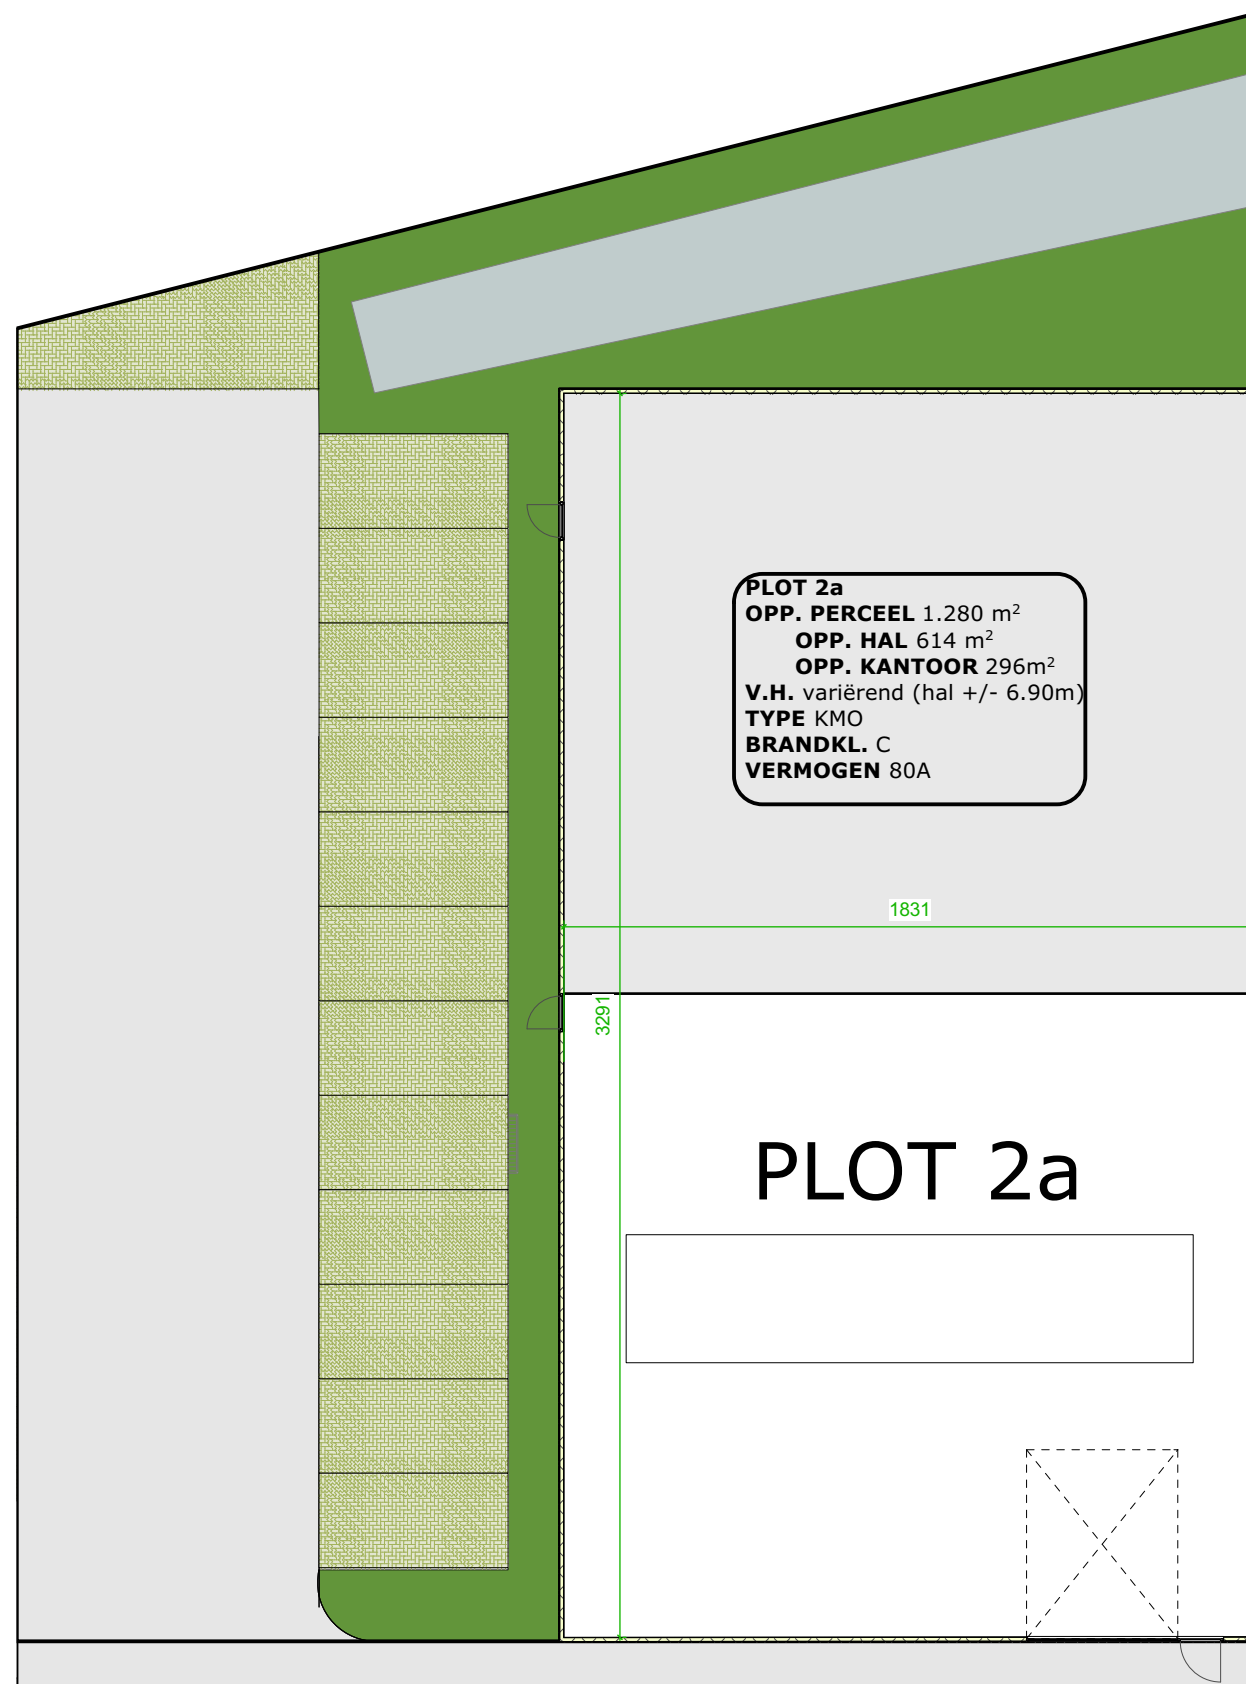 PLOT 2a
OPP. PERCEEL 1.280 m²
OPP. HAL 614 m²
OPP. KANTOOR 296m²
V.H. variërend (hal +/- 6.90m)
TYPE KMO
BRANDKL. C
VERMOGEN 80A
1831
3291
PLOT 2a